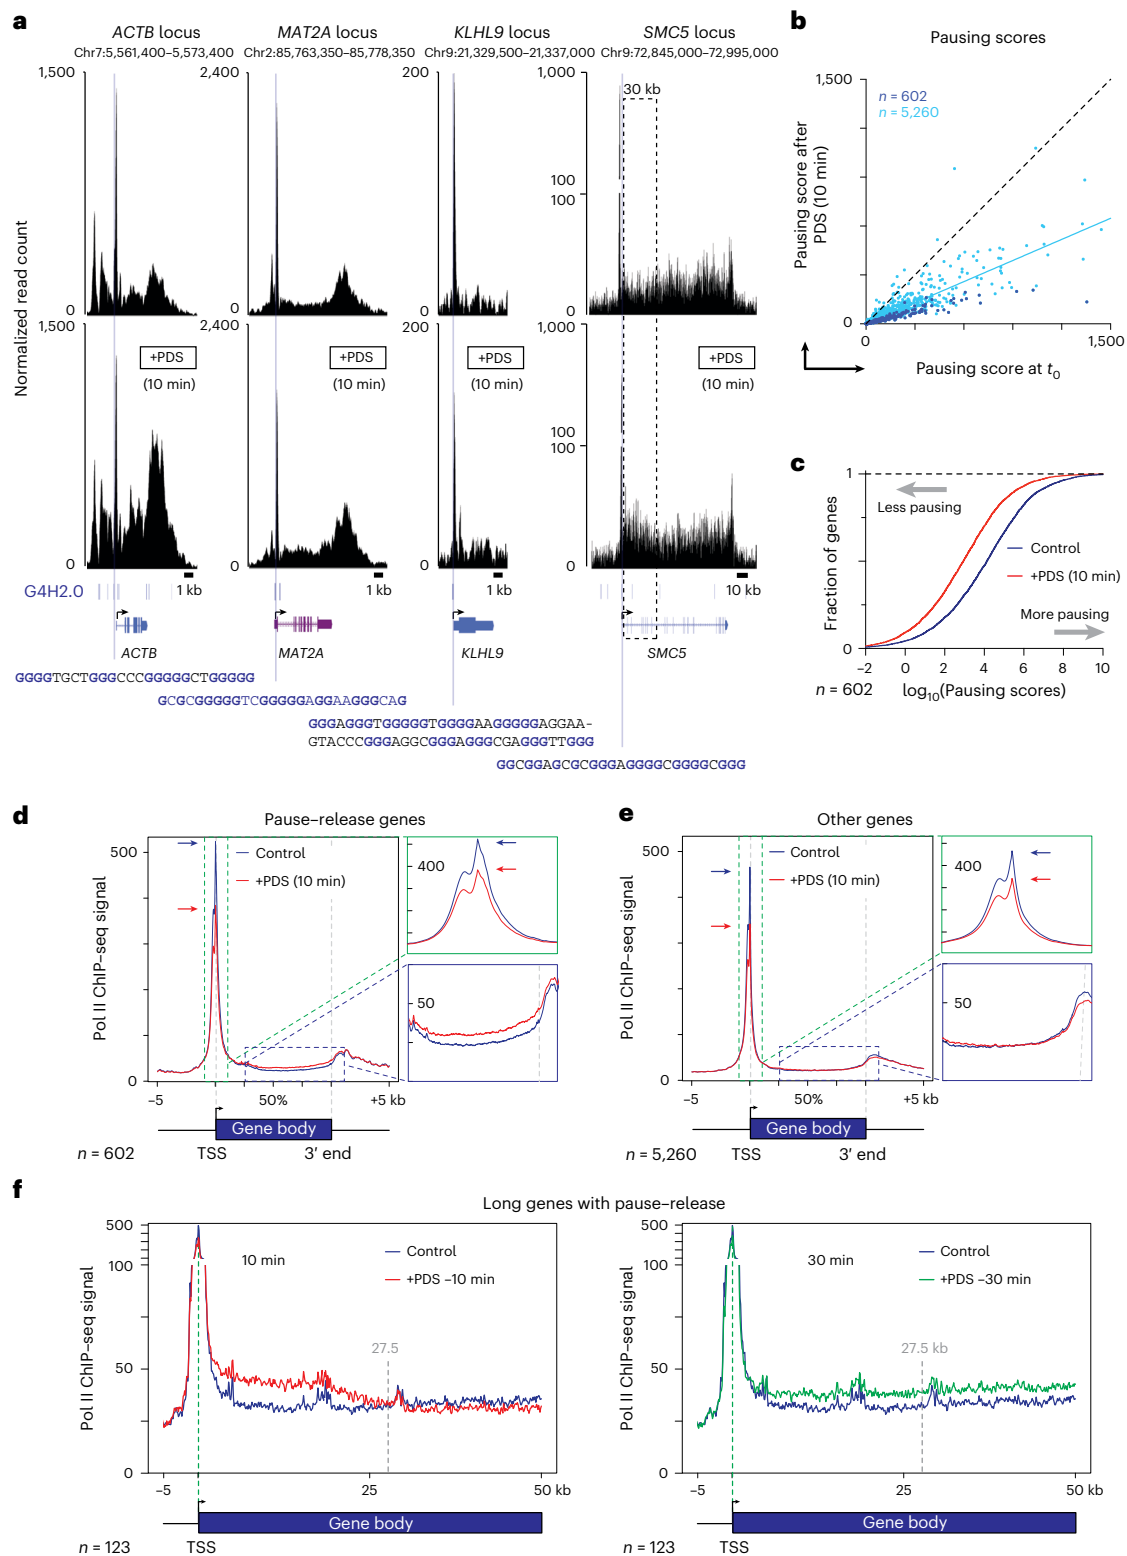 a
ACTB locus
Chr7:5,561,400–5,573,400
MAT2A locus
Chr2:85,763,350–85,778,350
KLHL9 locus
Chr9:21,329,500–21,337,000
SMC5 locus
Chr9:72,845,000–72,995,000
Normalized read count
1,500
0
2,400
0
200
0
1,000
30 kb
100
100
0
1,500
+PDS
(10 min)
0
2,400
+PDS
(10 min)
0
200
+PDS
(10 min)
0
1,000
+PDS
(10 min)
100
100
0
G4H2.0
1 kb
1 kb
1 kb
10 kb
ACTB
MAT2A
KLHL9
SMC5
GGGGTGCTGGGCCCGGGGGCTGGGGG
GCGCGGGGGTCGGGGGAGGAAGGGCAG
GGGAGGGTGGGGGTGGGGAAGGGGGAGGAA-
GTACCCGGGAGGCGGGAGGGCGAGGGTTGGG
GGCGGAGCGCGGGAGGGGCGGGGCGGG
b
Pausing scores
1,500
n = 602
n = 5,260
Pausing score after
PDS (10 min)
0
0
1,500
Pausing score at t0
c
Fraction of genes
1
Less pausing
Control
+PDS (10 min)
More pausing
0
−2 0 2 4 6 8 10
n = 602
log10(Pausing scores)
d
Pause–release genes
Pol II ChIP–seq signal
500
Control
+PDS (10 min)
400
50
0
−5 50% +5 kb
Gene body
n = 602
TSS
3′ end
e
Other genes
Pol II ChIP–seq signal
500
Control
+PDS (10 min)
400
50
0
−5 50% +5 kb
Gene body
n = 5,260
TSS
3′ end
f
Long genes with pause–release
Pol II ChIP–seq signal
500
100
50
0
10 min
Control
+PDS −10 min
27.5
−5 25 50 kb
Gene body
n = 123
TSS
Pol II ChIP–seq signal
500
100
50
0
30 min
Control
+PDS −30 min
27.5 kb
−5 25 50 kb
Gene body
n = 123
TSS